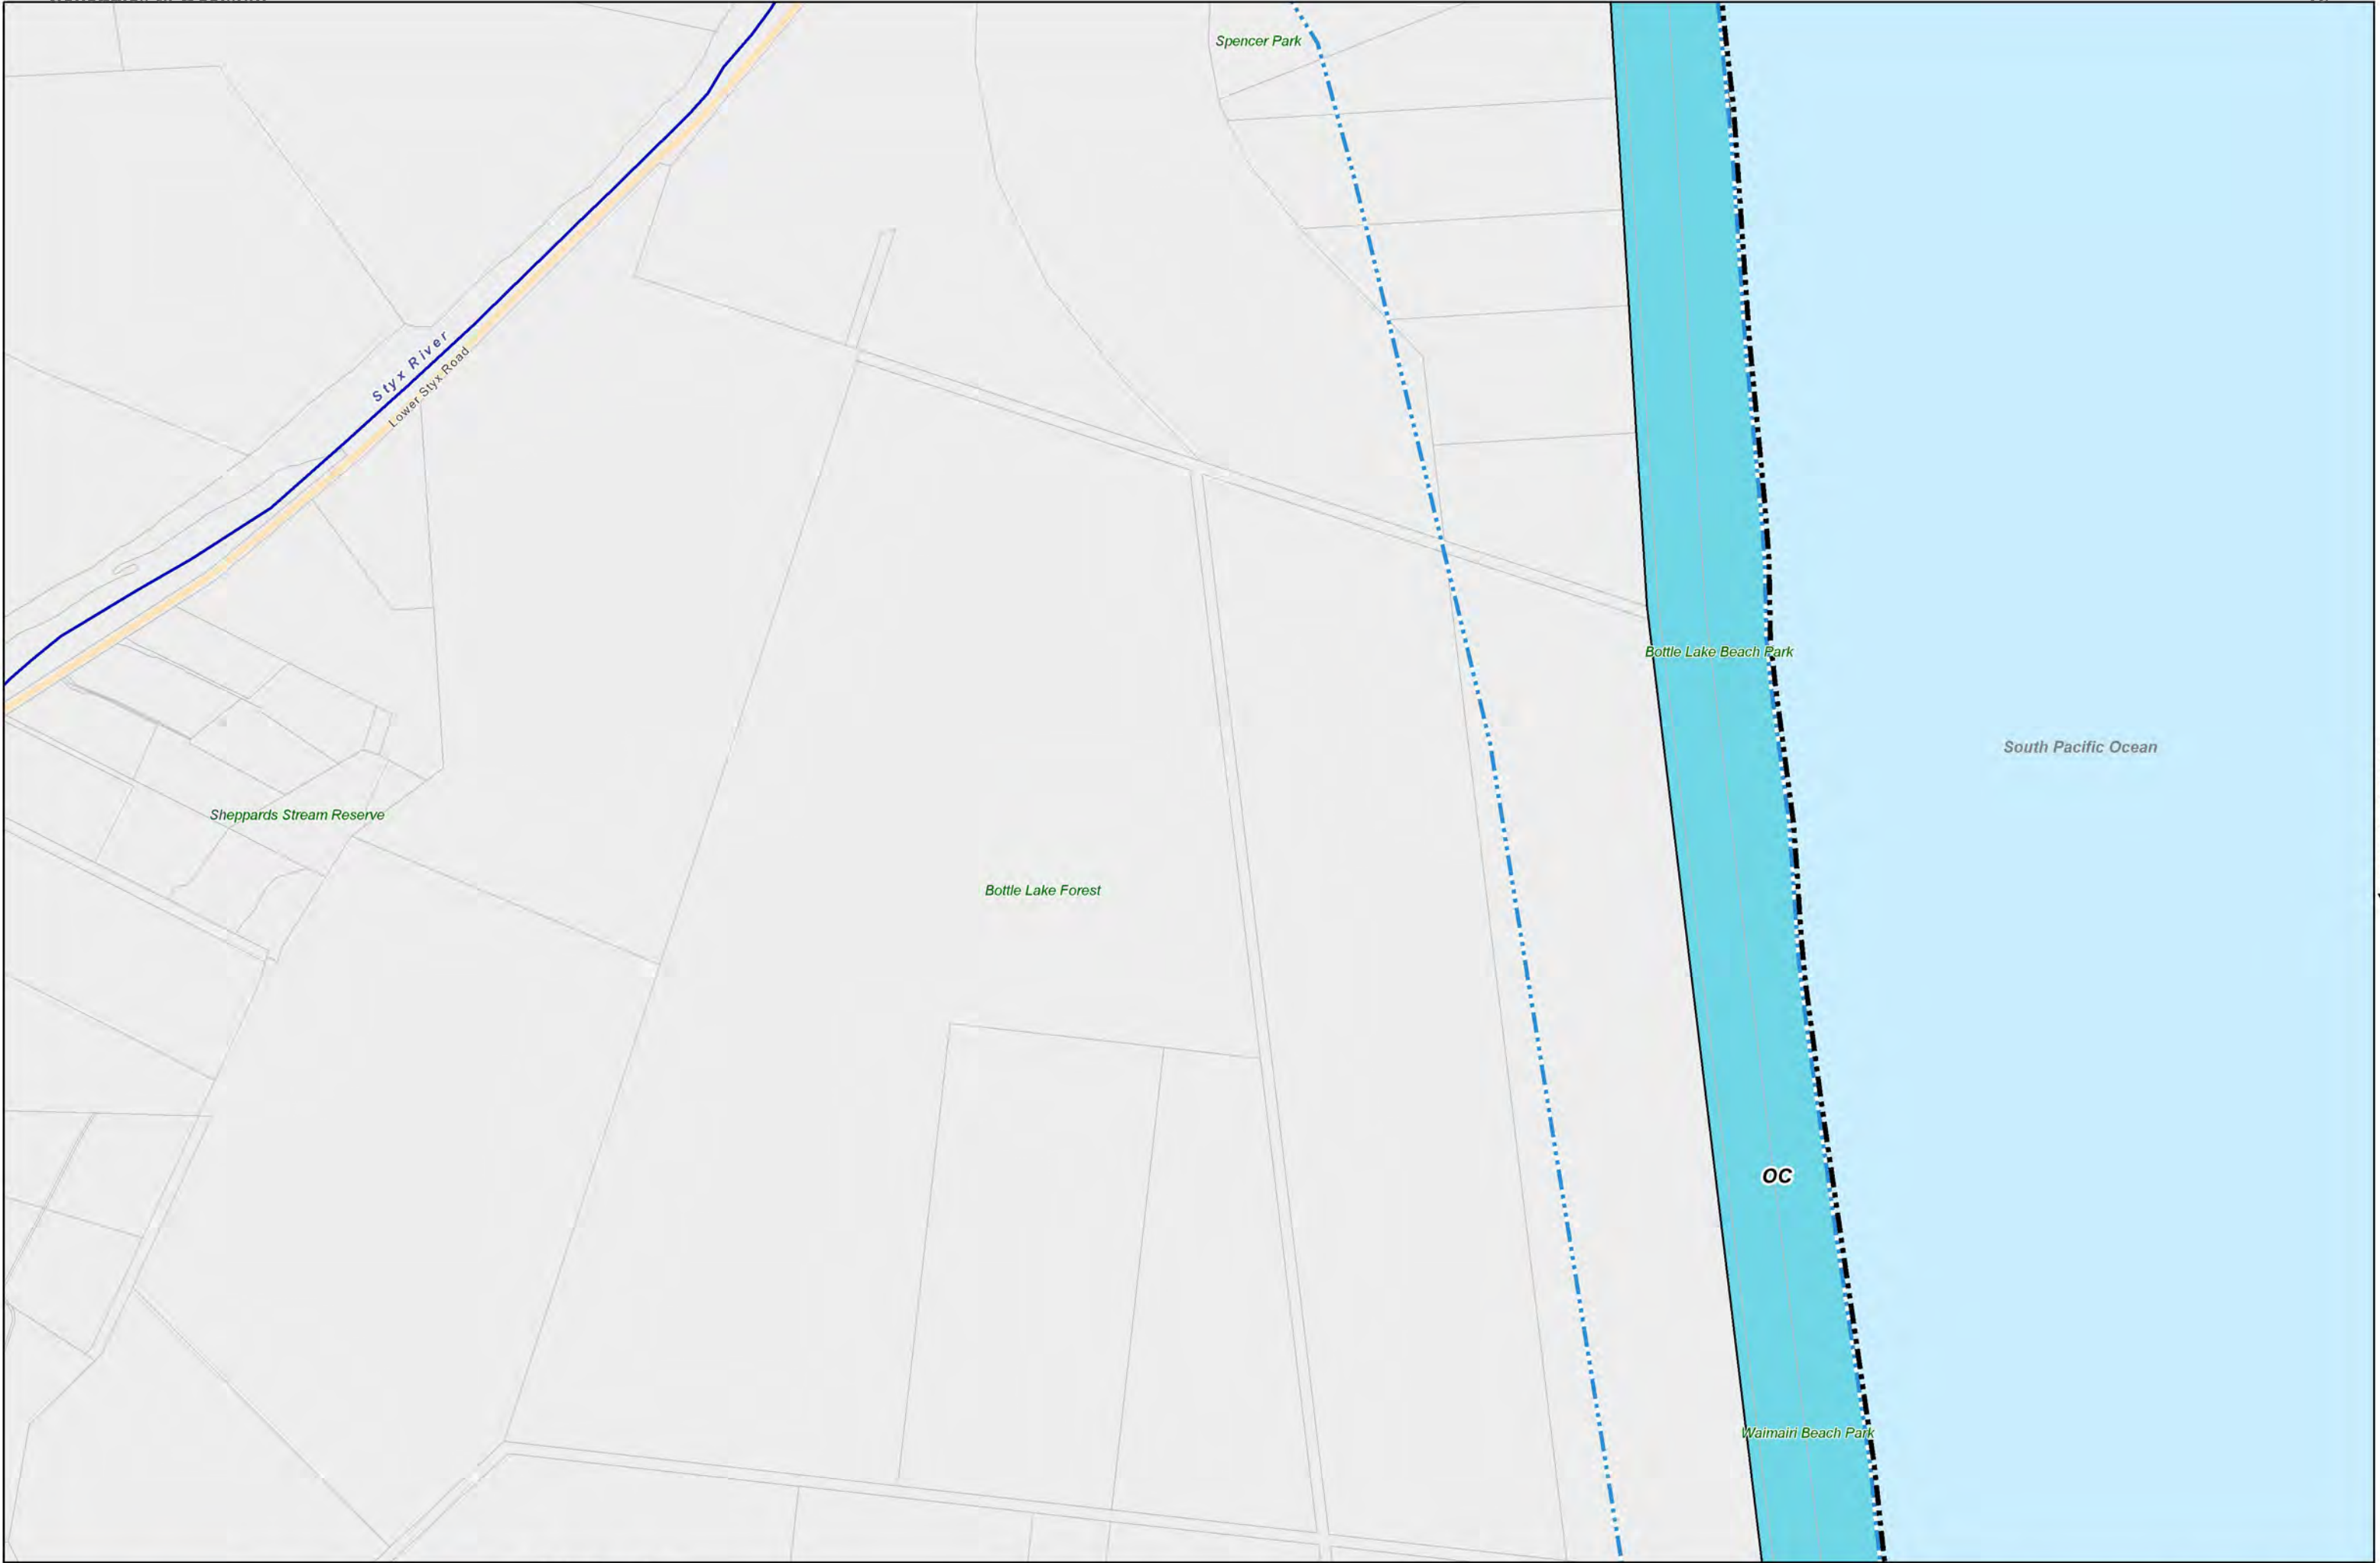 Spencer Park
Styx River
Lower Styx Road
Bottle Lake Beach Park
South Pacific Ocean
Sheppards Stream Reserve
Bottle Lake Forest
OC
Waimairi Beach Park